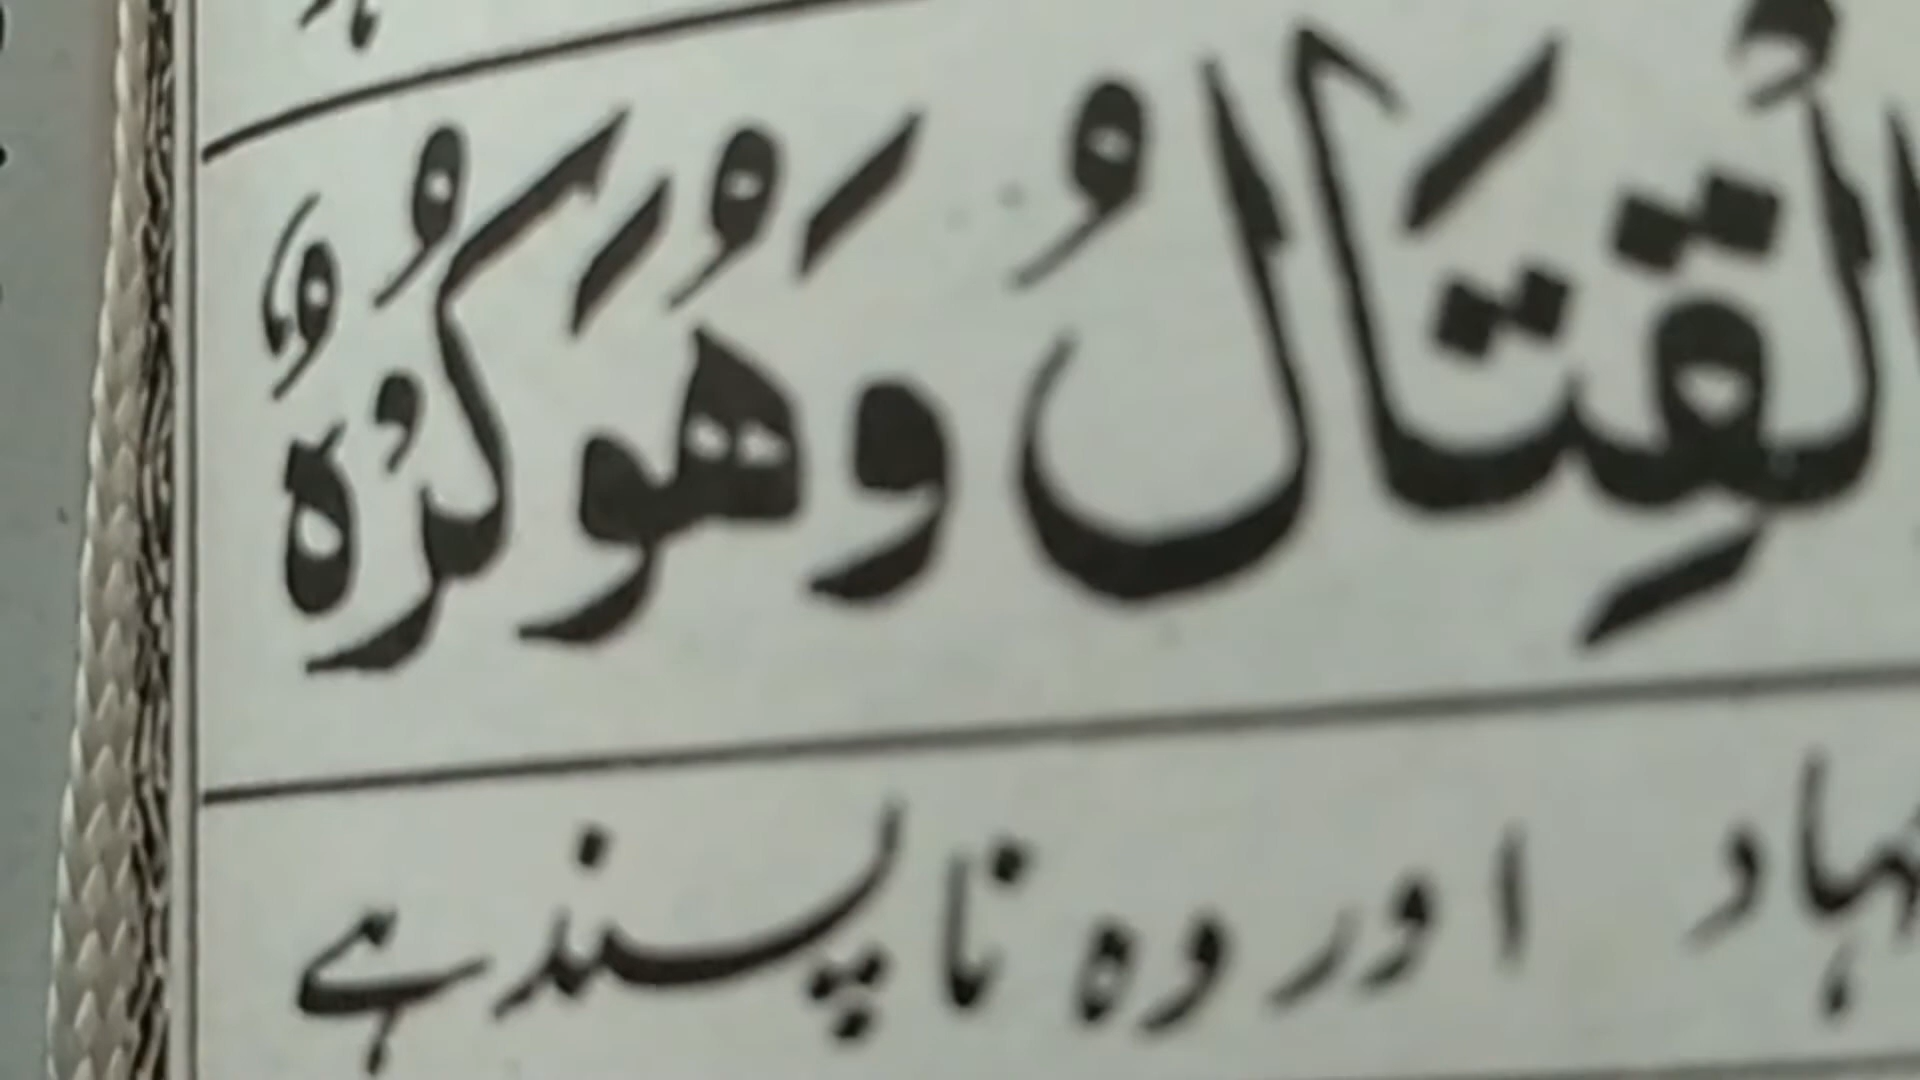 الْقِتَالُ وَهُوَ كُرْهٌ
اور وہ ناپسند ہے